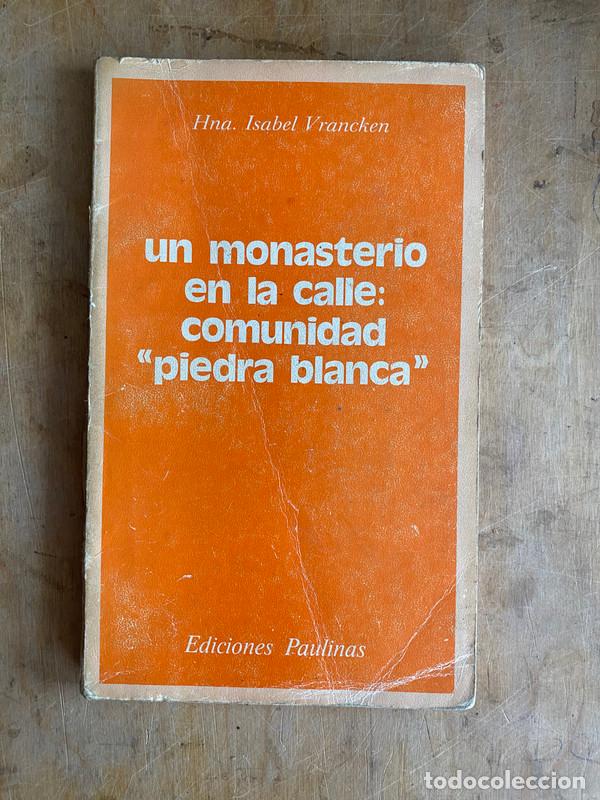 Hna. Isabel Vrancken
un monasterio
en la calle:
comunidad
«piedra blanca»
Ediciones Paulinas
todocoleccion